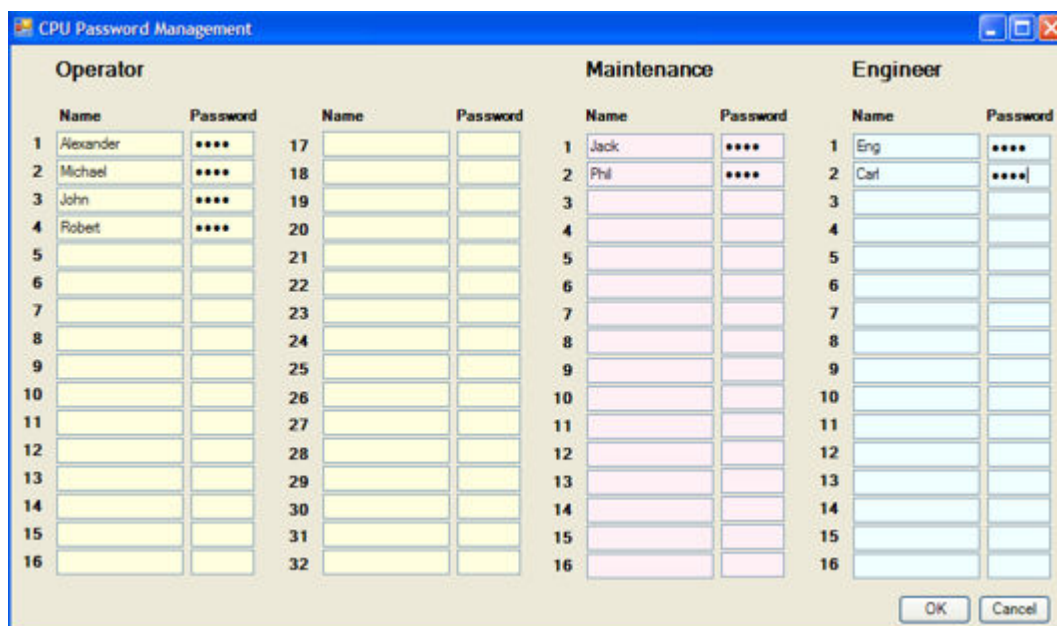 CPU Password Management
Operator Maintenance Engineer
Name Password Name Password Name Password Name Password
1 Alexander •••• 17 1 Jack •••• 1 Eng ••••
2 Michael •••• 18 2 Phil •••• 2 Carl ••••
3 John •••• 19 3 3
4 Robert •••• 20 4 4
5 21 5 5
6 22 6 6
7 23 7 7
8 24 8 8
9 25 9 9
10 26 10 10
11 27 11 11
12 28 12 12
13 29 13 13
14 30 14 14
15 31 15 15
16 32 16 16
OK Cancel